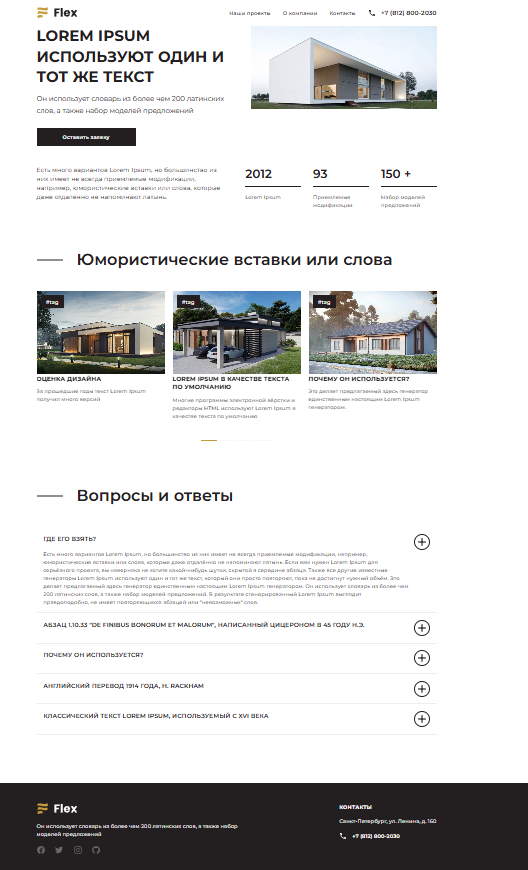 Flex
Наши проекты О компании Контакты +7 (812) 800-2030
LOREM IPSUM
ИСПОЛЬЗУЮТ ОДИН И
ТОТ ЖЕ ТЕКСТ
Он использует словарь из более чем 200 латинских
слов, а также набор моделей предложений
Оставить заявку
Есть много вариантов Lorem Ipsum, но большинство из
них имеет не всегда приемлемые модификации,
например, юмористические вставки или слова, которые
даже отдалённо не напоминают латынь.
2012
Lorem Ipsum
93
Приемлемые
модификации
150 +
Набор моделей
предложений
Юмористические вставки или слова
#tag
ОЦЕНКА ДИЗАЙНА
За прошедшие годы текст Lorem Ipsum
получил много версий
#tag
LOREM IPSUM В КАЧЕСТВЕ ТЕКСТА
ПО УМОЛЧАНИЮ
Многие программы электронной вёрстки и
редакторы HTML используют Lorem Ipsum в
качестве текста по умолчанию
#tag
ПОЧЕМУ ОН ИСПОЛЬЗУЕТСЯ?
Это делает предлагаемый здесь генератор
единственным настоящим Lorem Ipsum
генератором.
Вопросы и ответы
ГДЕ ЕГО ВЗЯТЬ?
Есть много вариантов Lorem Ipsum, но большинство из них имеет не всегда приемлемые модификации, например,
юмористические вставки или слова, которые даже отдалённо не напоминают латынь. Если вам нужен Lorem Ipsum для
серьёзного проекта, вы наверняка не хотите какой-нибудь шутки, скрытой в середине абзаца. Также все другие известные
генераторы Lorem Ipsum используют один и тот же текст, который они просто повторяют, пока не достигнут нужный объём. Это
делает предлагаемый здесь генератор единственным настоящим Lorem Ipsum генератором. Он использует словарь из более чем
200 латинских слов, а также набор моделей предложений. В результате сгенерированный Lorem Ipsum выглядит
правдоподобно, не имеет повторяющихся абзацей или "невозможных" слов.
АБЗАЦ 1.10.33 "DE FINIBUS BONORUM ET MALORUM", НАПИСАННЫЙ ЦИЦЕРОНОМ В 45 ГОДУ Н.Э.
ПОЧЕМУ ОН ИСПОЛЬЗУЕТСЯ?
АНГЛИЙСКИЙ ПЕРЕВОД 1914 ГОДА, H. RACKHAM
КЛАССИЧЕСКИЙ ТЕКСТ LOREM IPSUM, ИСПОЛЬЗУЕМЫЙ С XVI ВЕКА
Flex
Он использует словарь из более чем 200 латинских слов, а также набор
моделей предложений
КОНТАКТЫ
Санкт-Петербург, ул. Ленина, д. 160
+7 (812) 800-2030